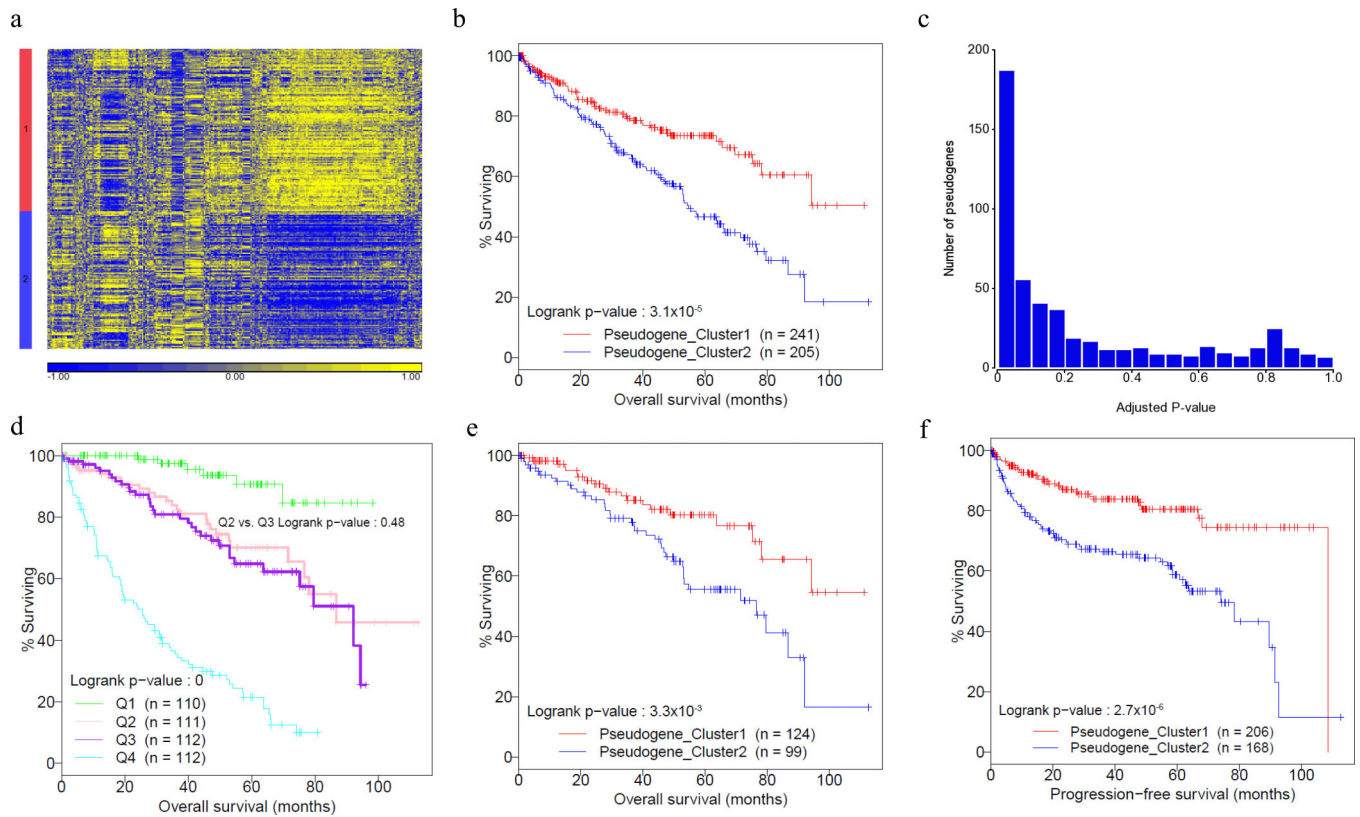 a
1
2
-1.00 0.00 1.00
b
% Surviving
100
80
60
40
20
0
Logrank p−value : 3.1x10-5
Pseudogene_Cluster1 (n = 241)
Pseudogene_Cluster2 (n = 205)
0 20 40 60 80 100
Overall survival (months)
c
Number of pseudogenes
200
150
100
50
0
0 0.2 0.4 0.6 0.8 1.0
Adjusted P-value
d
% Surviving
100
80
60
40
20
0
Q2 vs. Q3 Logrank p−value : 0.48
Logrank p−value : 0
Q1 (n = 110)
Q2 (n = 111)
Q3 (n = 112)
Q4 (n = 112)
0 20 40 60 80 100
Overall survival (months)
e
% Surviving
100
80
60
40
20
0
Logrank p−value : 3.3x10-3
Pseudogene_Cluster1 (n = 124)
Pseudogene_Cluster2 (n = 99)
0 20 40 60 80 100
Overall survival (months)
f
% Surviving
100
80
60
40
20
0
Logrank p−value : 2.7x10-6
Pseudogene_Cluster1 (n = 206)
Pseudogene_Cluster2 (n = 168)
0 20 40 60 80 100
Progression−free survival (months)